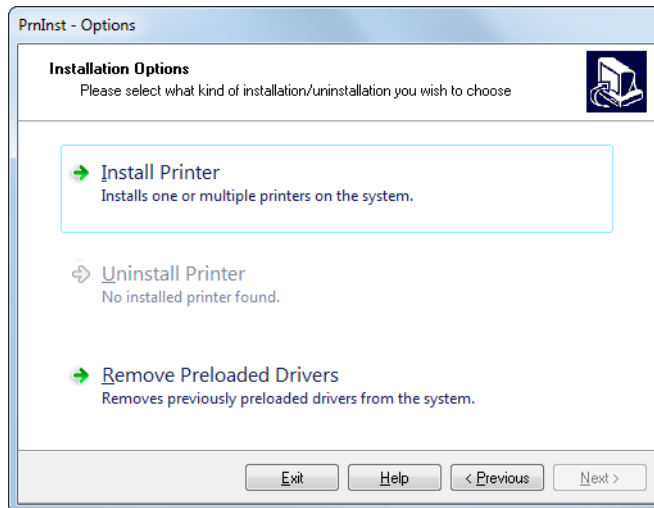 PrnInst - Options
Installation Options
Please select what kind of installation/uninstallation you wish to choose
Install Printer
Installs one or multiple printers on the system.
Uninstall Printer
No installed printer found.
Remove Preloaded Drivers
Removes previously preloaded drivers from the system.
Exit Help < Previous Next >